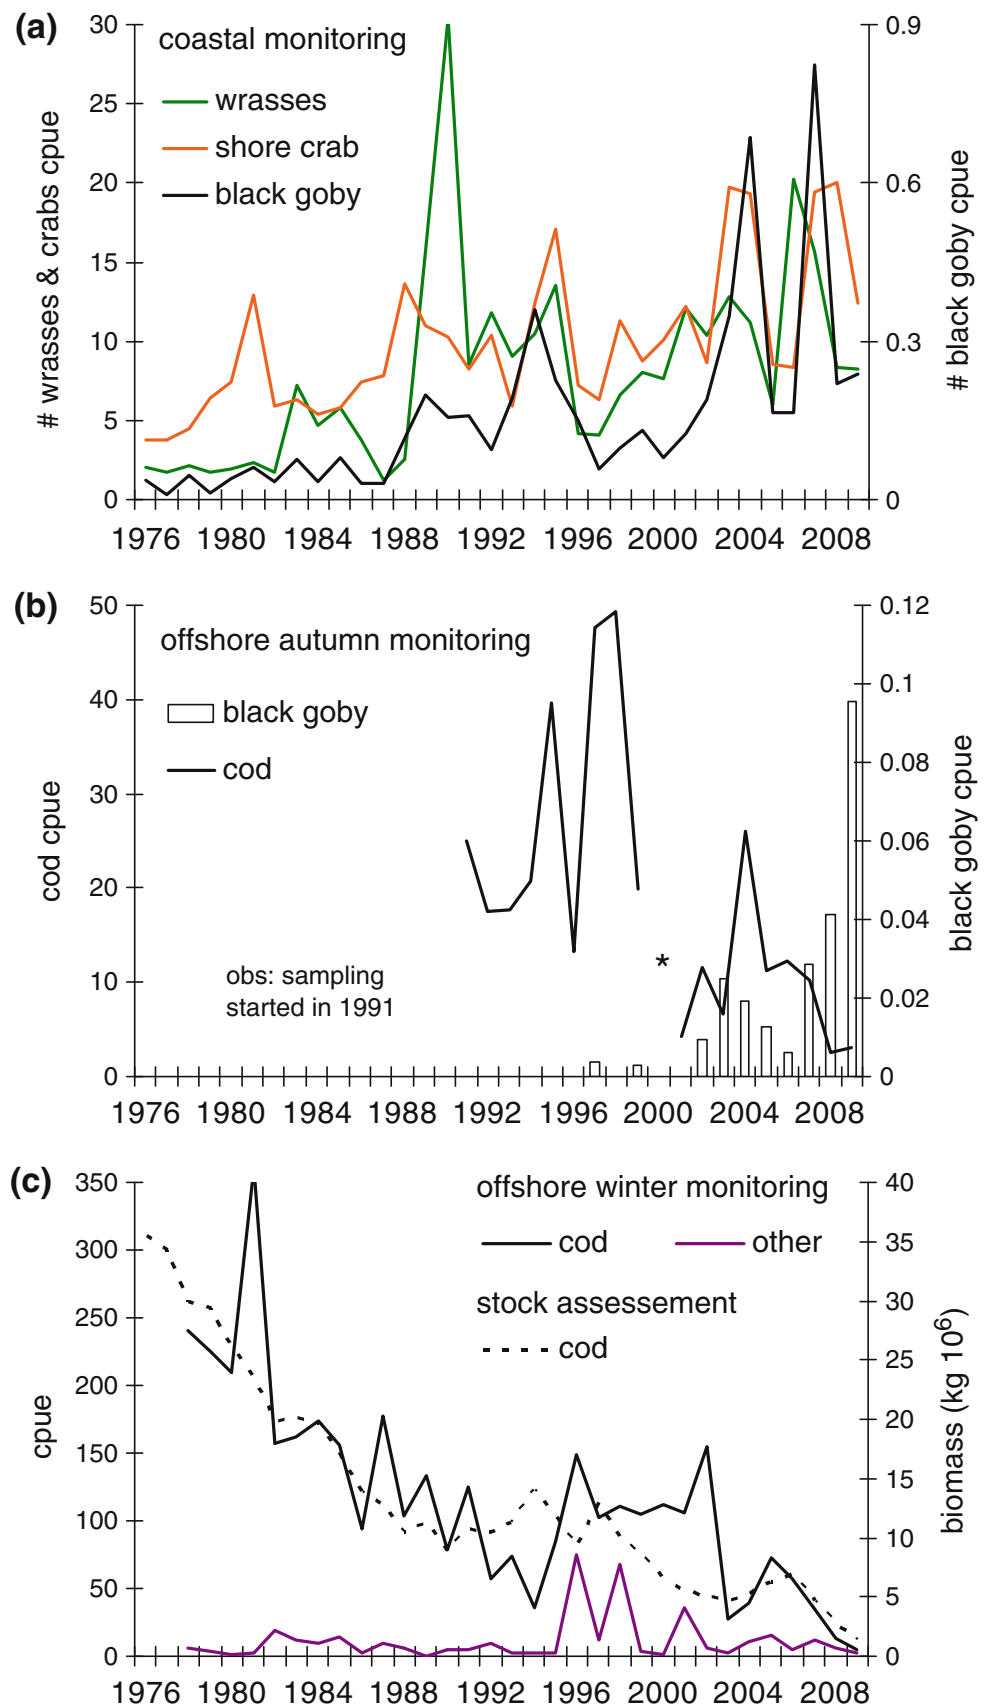 (a)
coastal monitoring
wrasses
shore crab
black goby
# wrasses & crabs cpue
30
25
20
15
10
5
0
# black goby cpue
0.9
0.6
0.3
0
1976 1980 1984 1988 1992 1996 2000 2004 2008
(b)
offshore autumn monitoring
black goby
cod
obs: sampling
started in 1991
*
cod cpue
50
40
30
20
10
0
black goby cpue
0.12
0.1
0.08
0.06
0.04
0.02
0
1976 1980 1984 1988 1992 1996 2000 2004 2008
(c)
offshore winter monitoring
cod other
stock assessement
cod
cpue
350
300
250
200
150
100
50
0
biomass (kg 10⁶)
40
35
30
25
20
15
10
5
0
1976 1980 1984 1988 1992 1996 2000 2004 2008